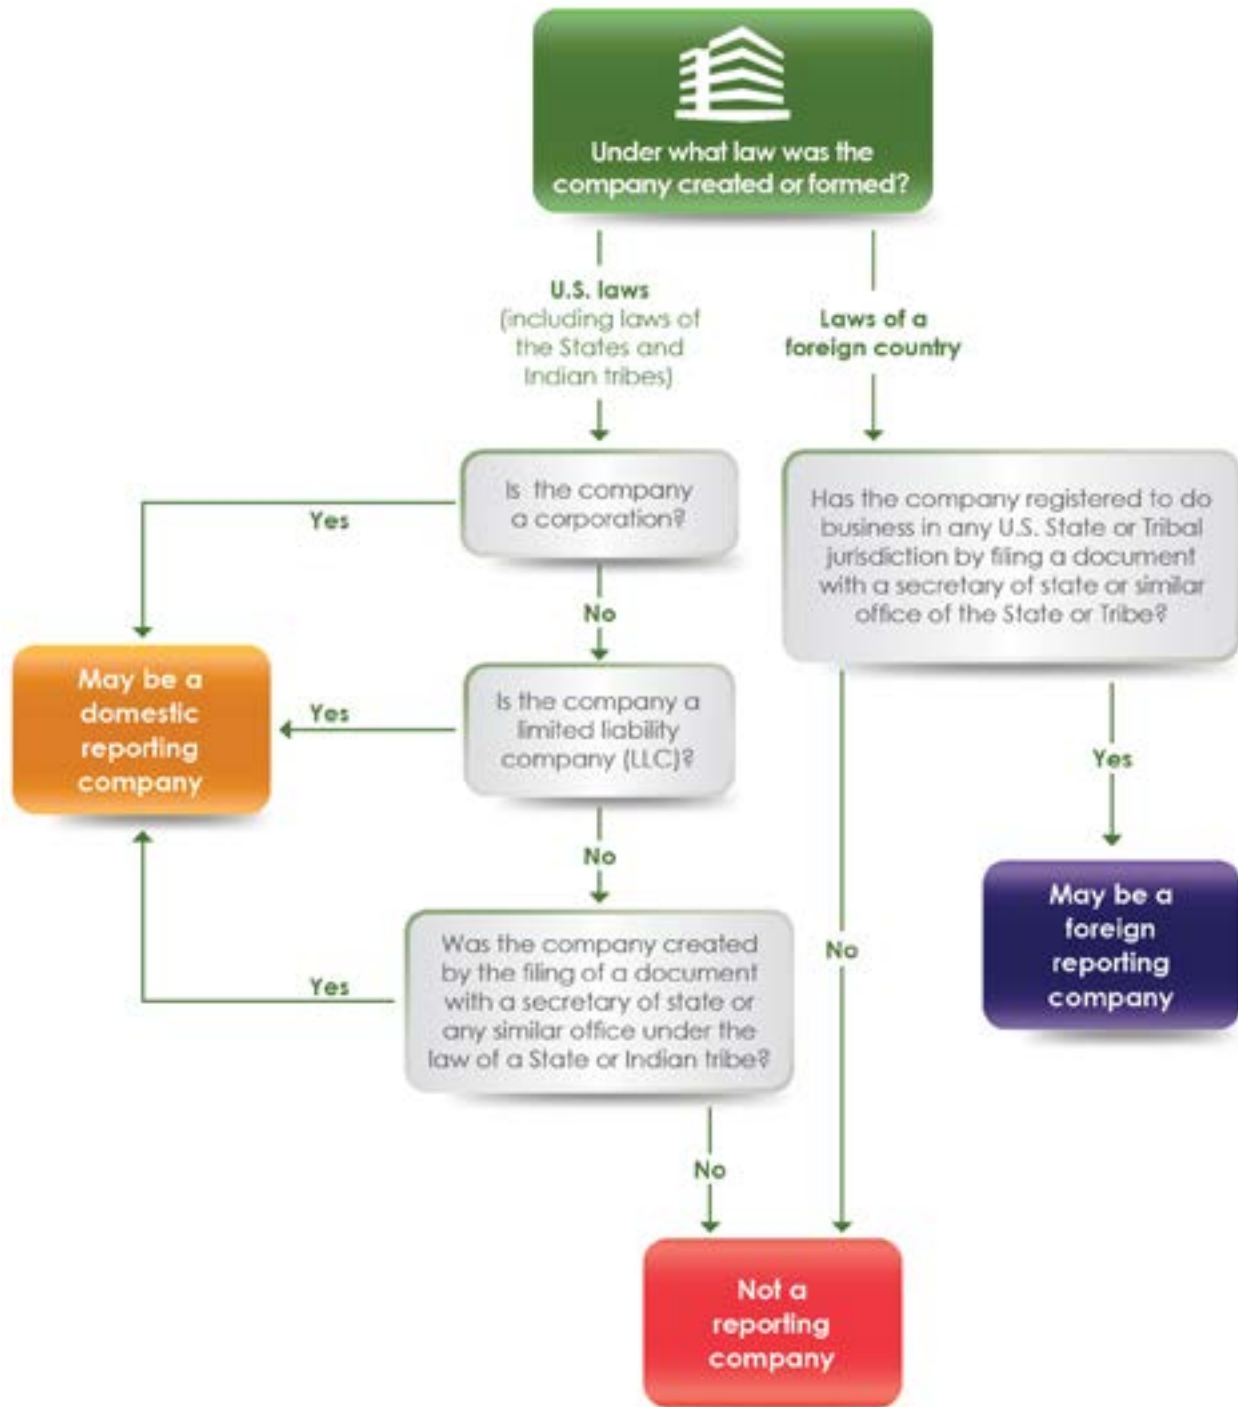 Under what law was the
company created or formed?
U.S. laws
(including laws of
the States and
Indian tribes)
Laws of a
foreign country
Is the company
a corporation?
Yes
No
Has the company registered to do
business in any U.S. State or Tribal
jurisdiction by filing a document
with a secretary of state or similar
office of the State or Tribe?
May be a
domestic
reporting
company
Yes
Is the company a
limited liability
company (LLC)?
Yes
No
May be a
foreign
reporting
company
Was the company created
by the filing of a document
with a secretary of state or
any similar office under the
law of a State or Indian tribe?
Yes
No
No
Not a
reporting
company